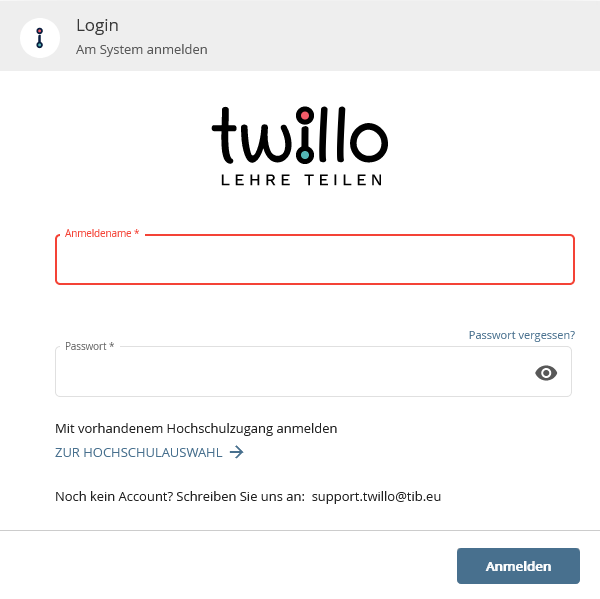 Login
Am System anmelden
twillo
LEHRE TEILEN
Anmeldename *
Passwort vergessen?
Passwort *
Mit vorhandenem Hochschulzugang anmelden
ZUR HOCHSCHULAUSWAHL
Noch kein Account? Schreiben Sie uns an: support.twillo@tib.eu
Anmelden